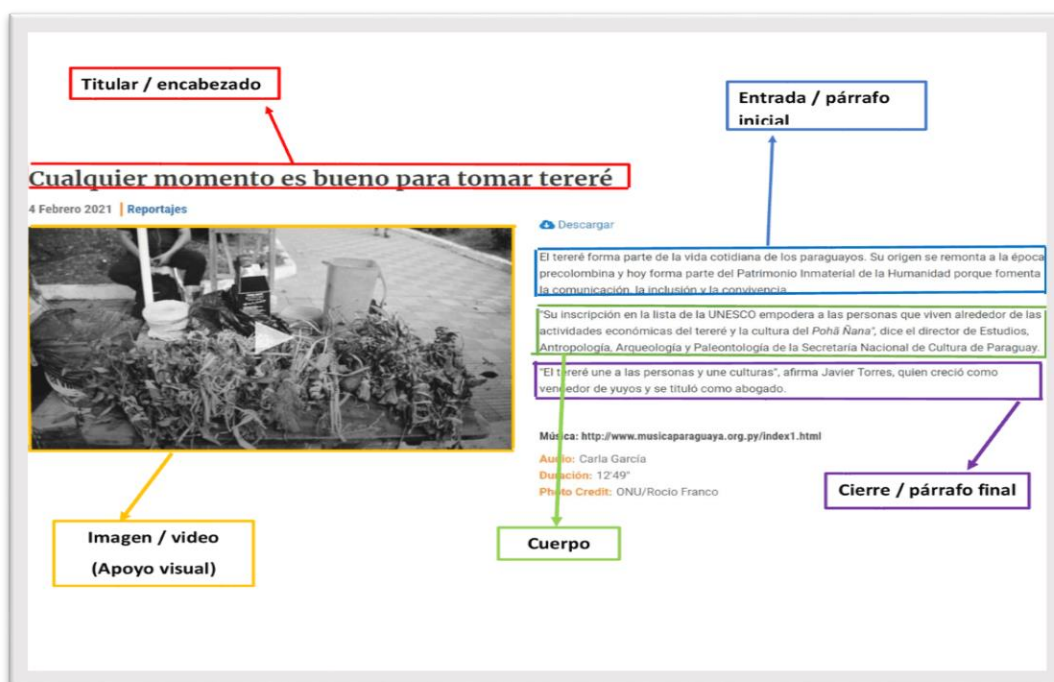 Titular / encabezado
Entrada / párrafo
inicial
Cualquier momento es bueno para tomar tereré
4 Febrero 2021 | Reportajes
Descargar
El tereré forma parte de la vida cotidiana de los paraguayos. Su origen se remonta a la época
precolombina y hoy forma parte del Patrimonio Inmaterial de la Humanidad porque fomenta
la comunicación, la inclusión y la convivencia.
"Su inscripción en la lista de la UNESCO empodera a las personas que viven alrededor de las
actividades económicas del tereré y la cultura del Pohã Ñana", dice el director de Estudios,
Antropología, Arqueología y Paleontología de la Secretaría Nacional de Cultura de Paraguay.
"El tereré une a las personas y une culturas", afirma Javier Torres, quien creció como
vendedor de yuyos y se tituló como abogado.
Música: http://www.musicaparaguaya.org.py/index1.html
Audio: Carla García
Duración: 12'49"
Photo Credit: ONU/Rocio Franco
Cierre / párrafo final
Imagen / video
(Apoyo visual)
Cuerpo